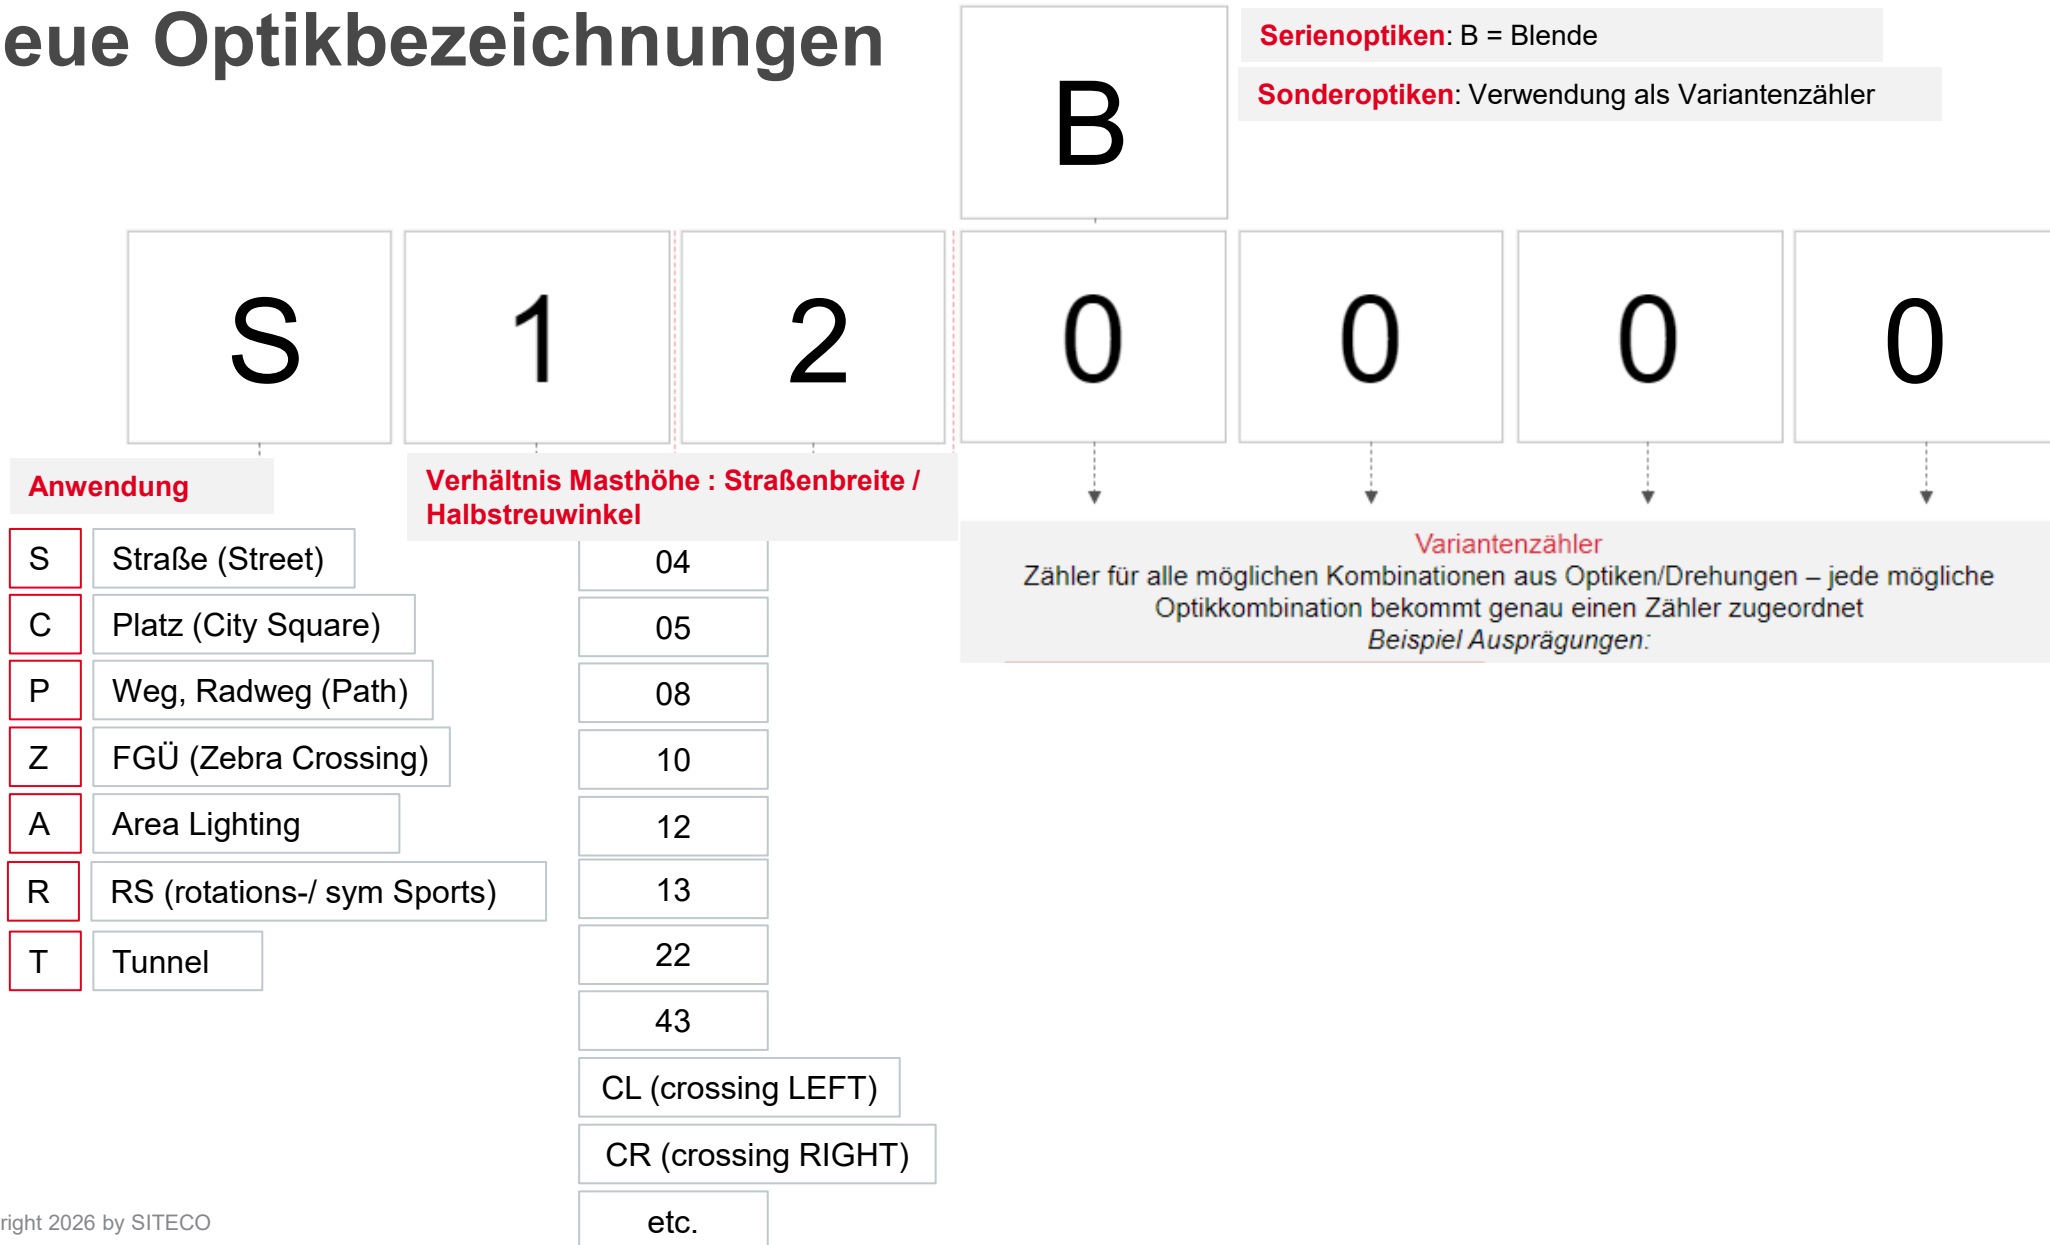 eue Optikbezeichnungen
B
Serienoptiken: B = Blende
Sonderoptiken: Verwendung als Variantenzähler
S 1 2 0 0 0 0
Anwendung
S Straße (Street)
C Platz (City Square)
P Weg, Radweg (Path)
Z FGÜ (Zebra Crossing)
A Area Lighting
R RS (rotations-/ sym Sports)
T Tunnel
Verhältnis Masthöhe : Straßenbreite /
Halbstreuwinkel
04
05
08
10
12
13
22
43
CL (crossing LEFT)
CR (crossing RIGHT)
etc.
Variantenzähler
Zähler für alle möglichen Kombinationen aus Optiken/Drehungen – jede mögliche
Optikkombination bekommt genau einen Zähler zugeordnet
Beispiel Ausprägungen:
right 2026 by SITECO